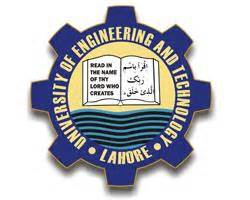 UNIVERSITY OF ENGINEERING AND TECHNOLOGY
READ IN
THE NAME
OF THY
LORD WHO
CREATES
اقرأ باسم
ربك
الذی خلق
• LAHORE •